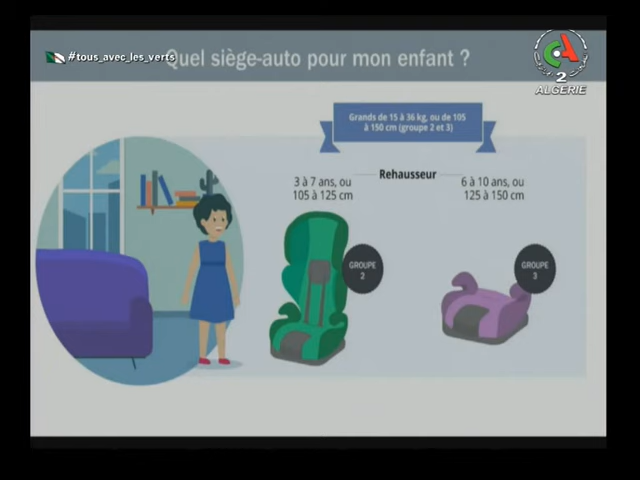 #tous_avec_les_verts
Quel siège-auto pour mon enfant ?
2
ALGERIE
Grands de 15 à 36 kg, ou de 105
à 150 cm (groupe 2 et 3)
Rehausseur
3 à 7 ans, ou
105 à 125 cm
6 à 10 ans, ou
125 à 150 cm
GROUPE
2
GROUPE
3